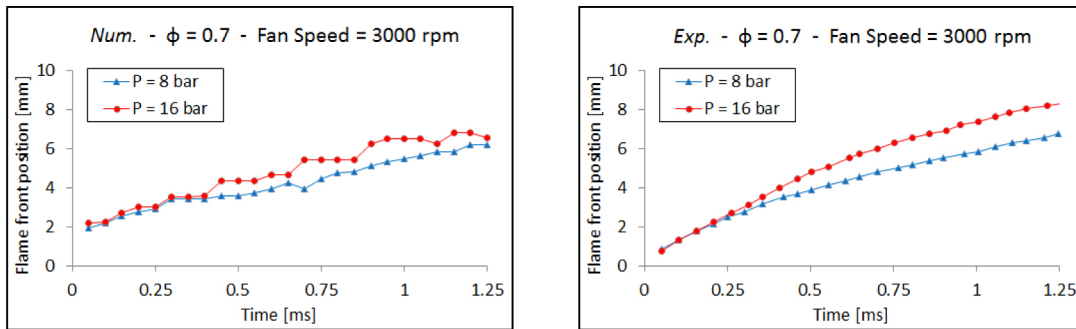 Num. - ϕ = 0.7 - Fan Speed = 3000 rpm
Flame front position [mm]
10
8
6
4
2
0
P = 8 bar
P = 16 bar
0 0.25 0.5 0.75 1 1.25
Time [ms]
Exp. - ϕ = 0.7 - Fan Speed = 3000 rpm
Flame front position [mm]
10
8
6
4
2
0
P = 8 bar
P = 16 bar
0 0.25 0.5 0.75 1 1.25
Time [ms]